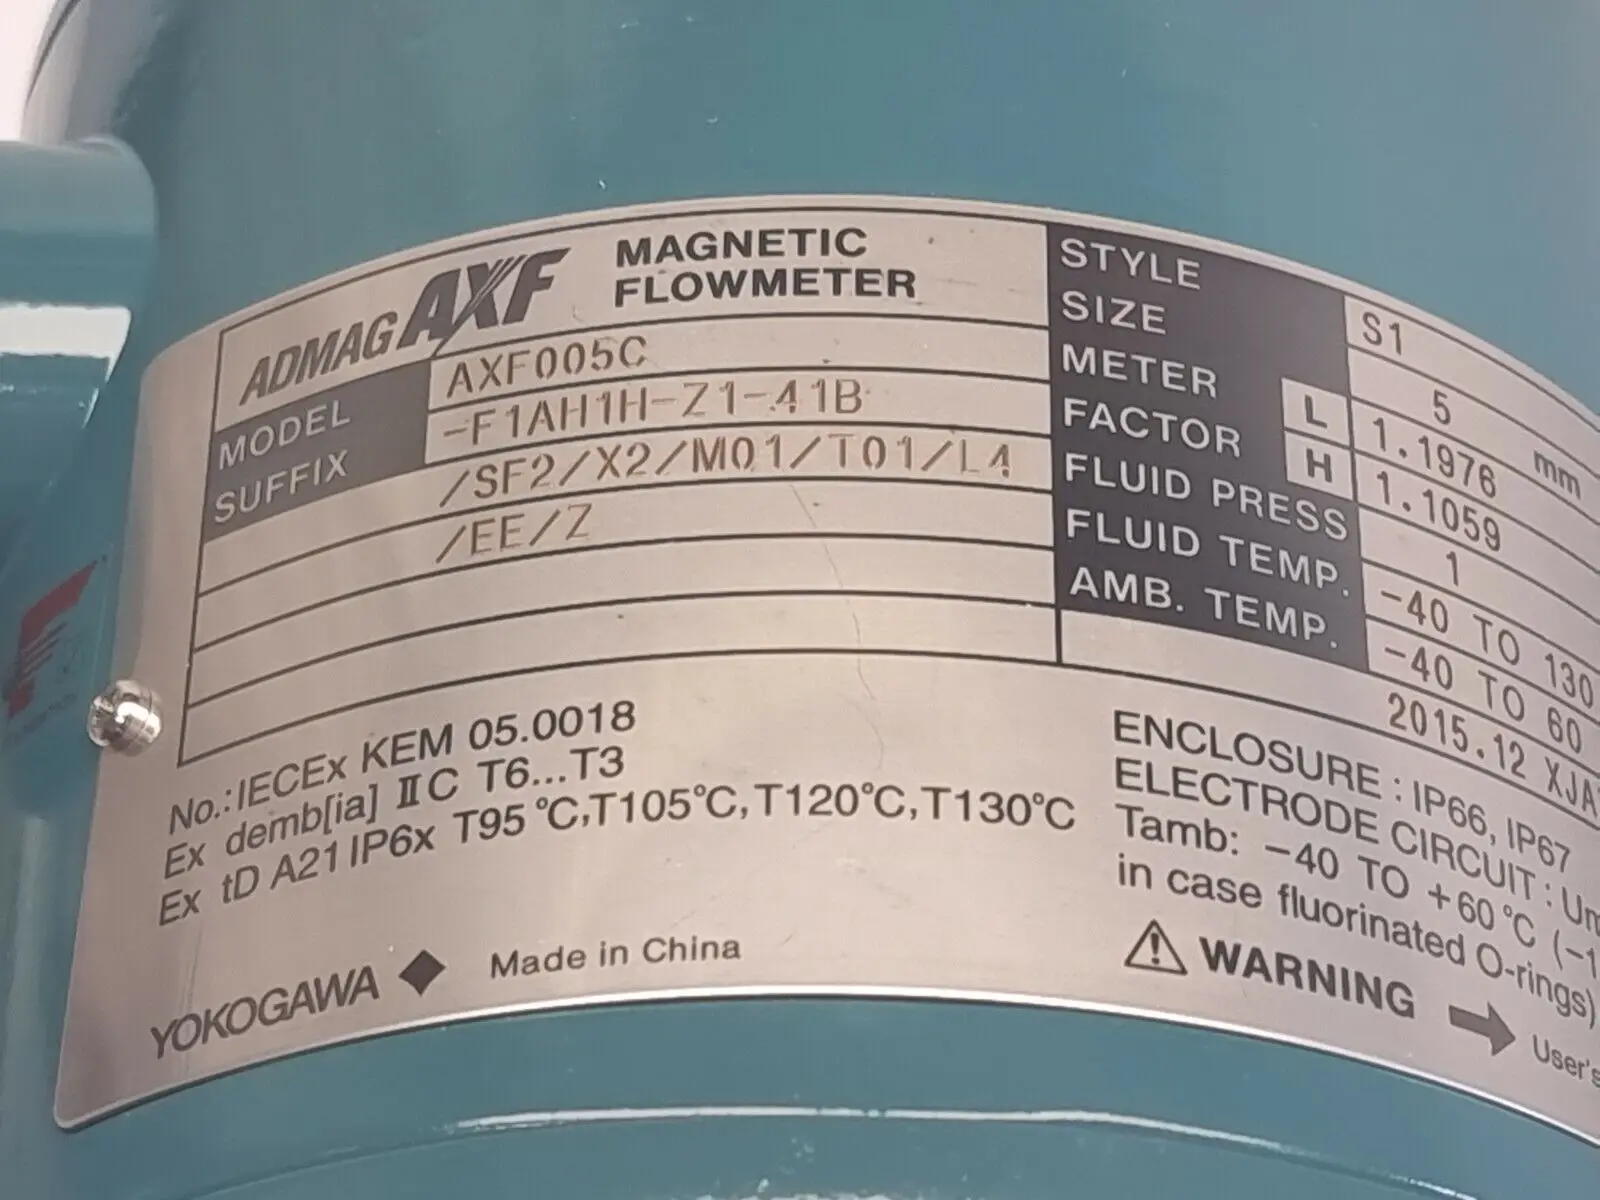 ADMAG AXF MAGNETIC
FLOWMETER
MODEL AXF005C
SUFFIX -F1AH1H-Z1-41B
/SF2/X2/M01/T01/L4
/EE/Z
STYLE S1
SIZE 5 mm
METER FACTOR L 1.1976
H 1.1059
FLUID PRESS 1
FLUID TEMP. -40 TO 130
AMB. TEMP. -40 TO 60
2015.12 XJA
No.:IECEx KEM 05.0018
Ex demb[ia] IIC T6...T3
Ex tD A21 IP6x T95℃,T105℃,T120℃,T130℃
YOKOGAWA ◆ Made in China
ENCLOSURE : IP66, IP67
ELECTRODE CIRCUIT : Um
Tamb: -40 TO +60℃ (-1
in case fluorinated O-rings)
⚠ WARNING → User's